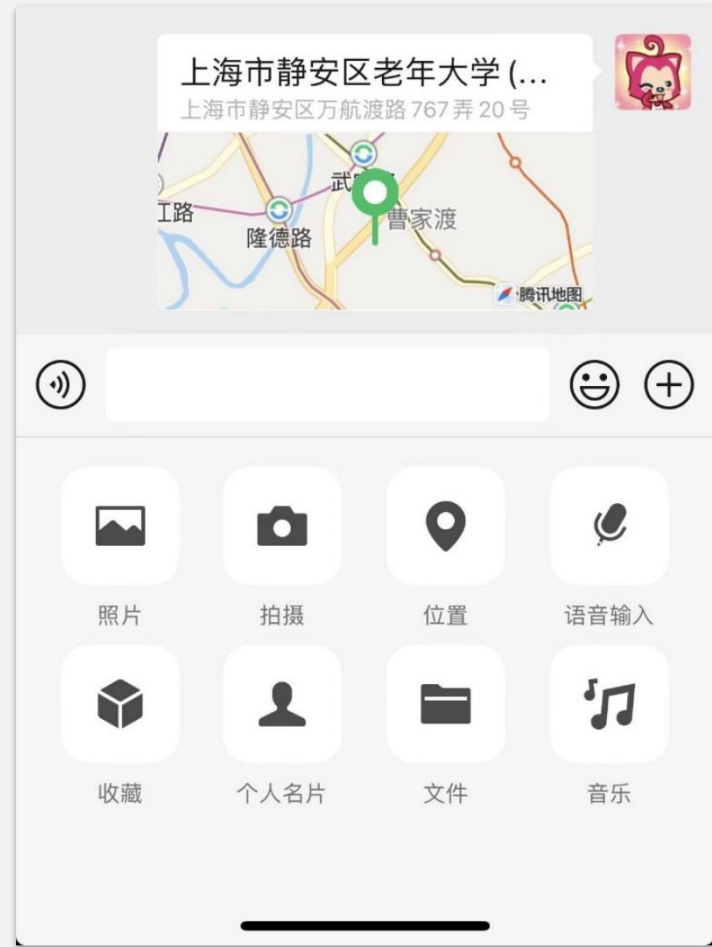 上海市静安区老年大学 (...
上海市静安区万航渡路 767 弄 20 号
武
江路
曹家渡
隆德路
腾讯地图
照片
拍摄
位置
语音输入
收藏
个人名片
文件
音乐